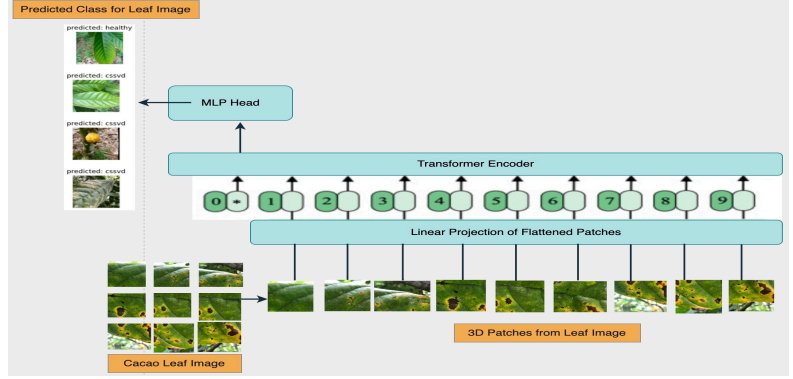 Predicted Class for Leaf Image
predicted: healthy
predicted: cssvd
predicted: cssvd
predicted: cssvd
MLP Head
Transformer Encoder
0 * 1 2 3 4 5 6 7 8 9
Linear Projection of Flattened Patches
3D Patches from Leaf Image
Cacao Leaf Image